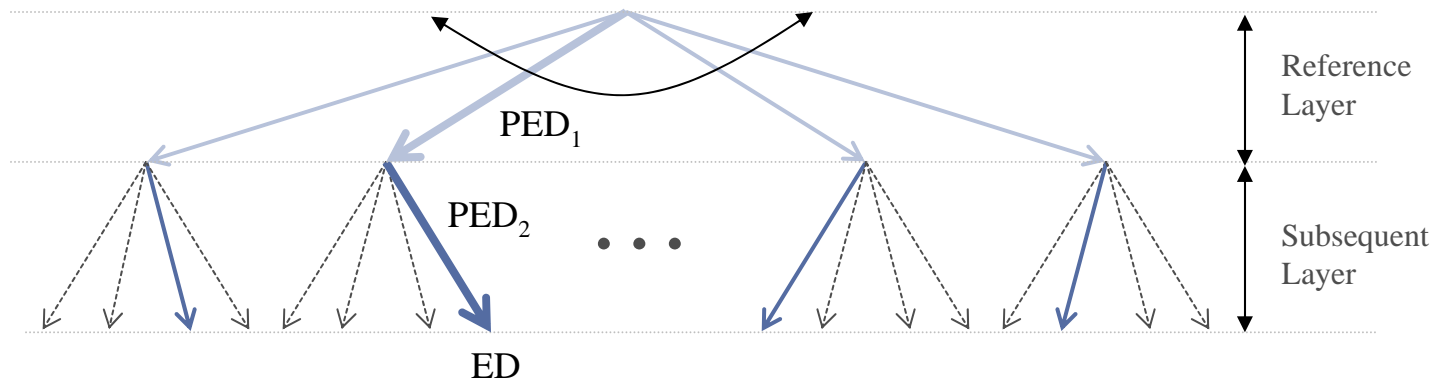 Reference
Layer
PED1
PED2
Subsequent
Layer
ED